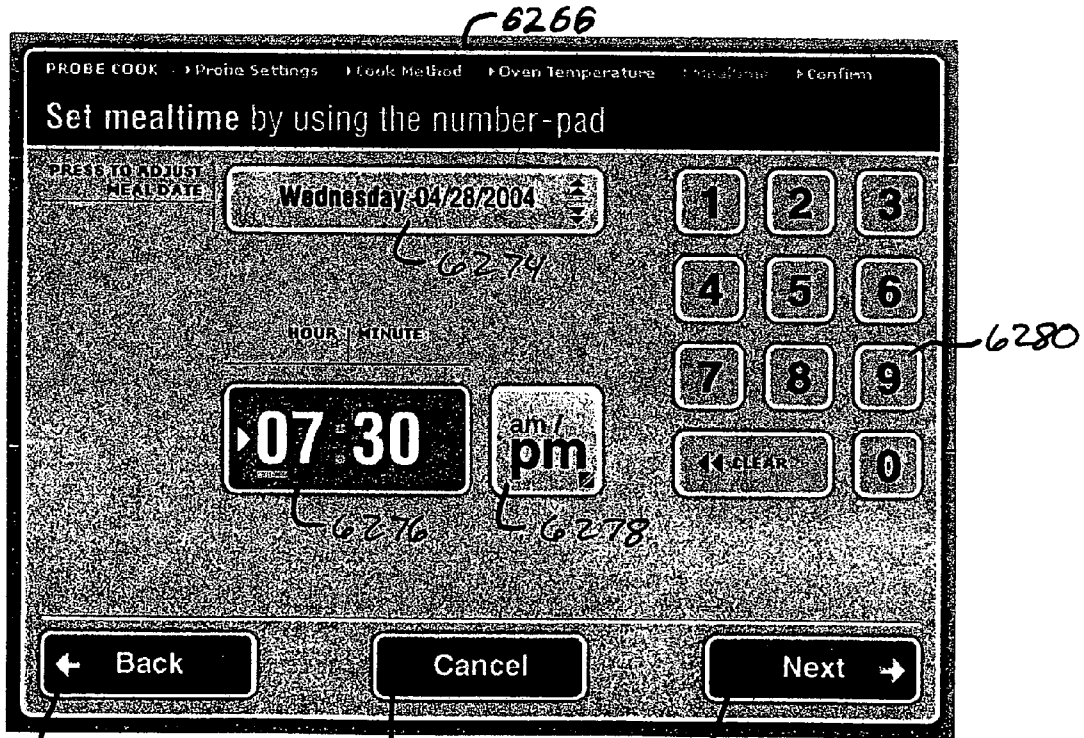 6266
PROBE COOK ▸Probe Settings ▸Cook Method ▸Oven Temperature ▸Mealtime ▸Confirm
Set mealtime by using the number-pad
PRESS TO ADJUST
MEAL DATE
Wednesday 04/28/2004
1 2 3
6274
4 5 6
HOUR | MINUTE
6280
7 8 9
07:30
am /
pm
CLEAR 0
6276
6278
Back Cancel Next